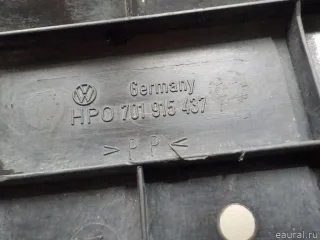 Germany
HPO 701 915 437
>PP<
eaural.ru